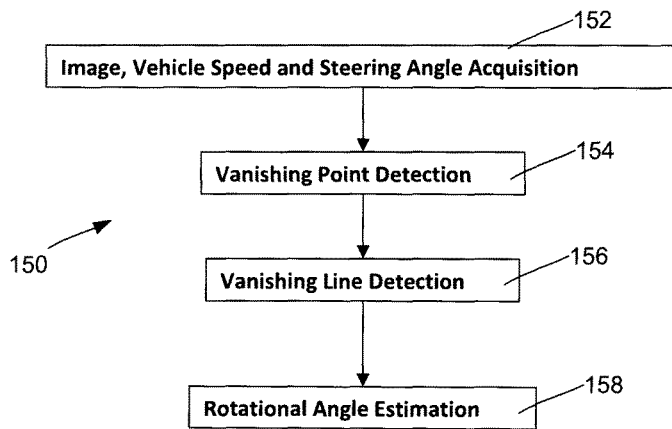 152
Image, Vehicle Speed and Steering Angle Acquisition
154
Vanishing Point Detection
150
156
Vanishing Line Detection
158
Rotational Angle Estimation